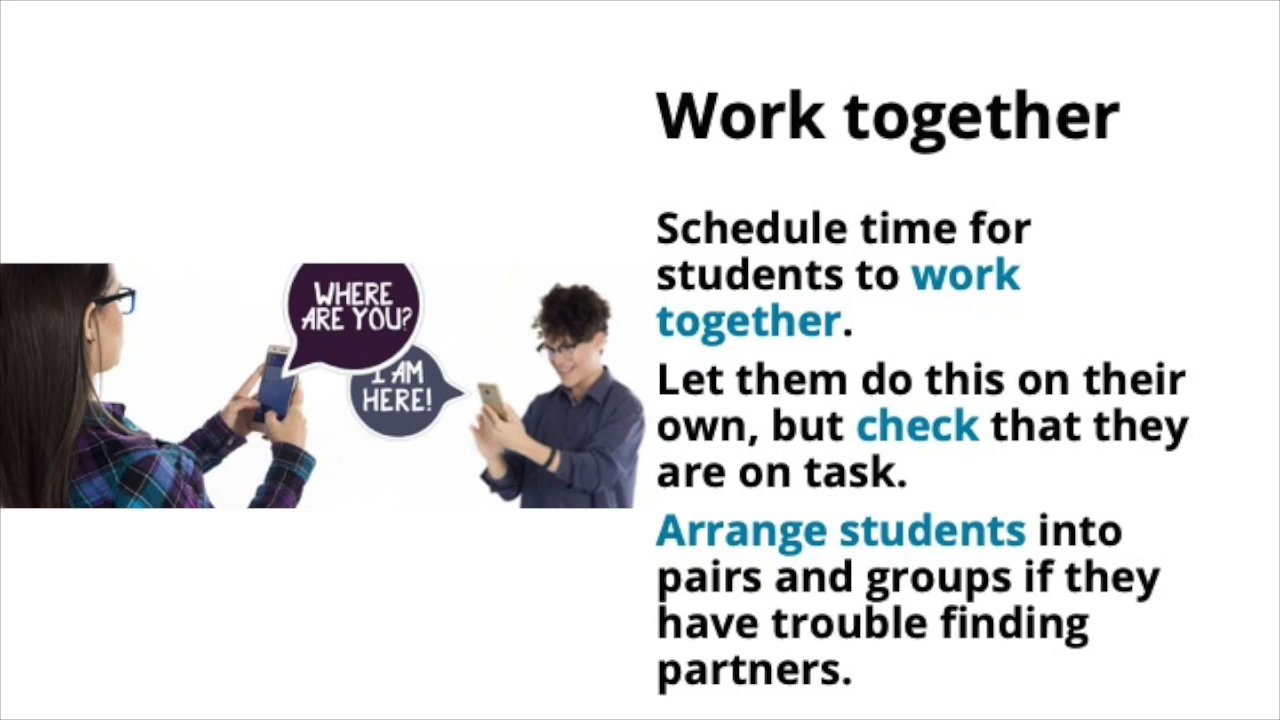 Work together
WHERE
ARE YOU?
I AM
HERE!
Schedule time for
students to work
together.
Let them do this on their
own, but check that they
are on task.
Arrange students into
pairs and groups if they
have trouble finding
partners.